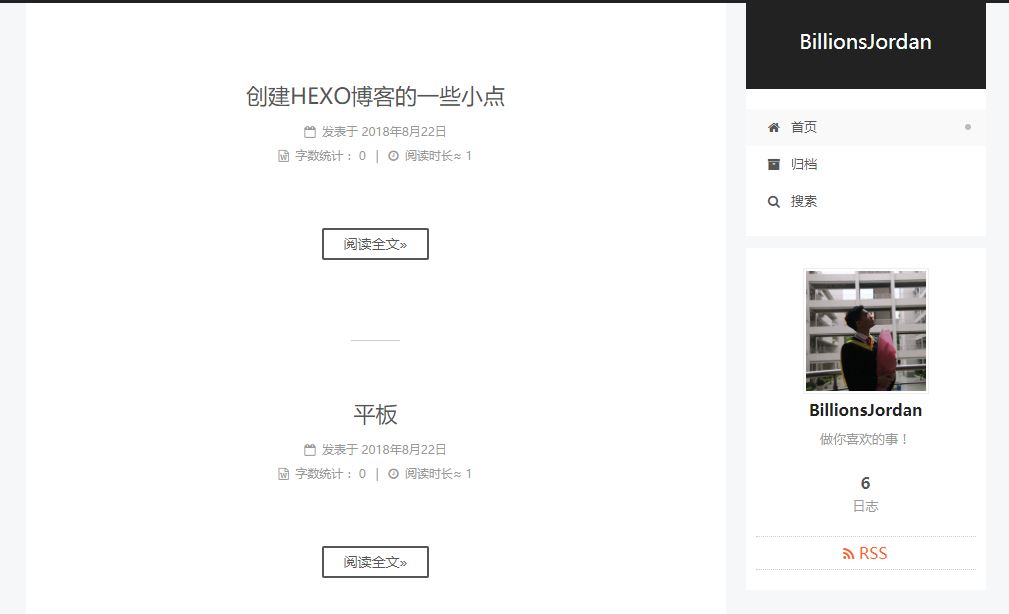 创建HEXO博客的一些小点
发表于 2018年8月22日
字数统计： 0 | 阅读时长≈ 1
阅读全文»
平板
发表于 2018年8月22日
字数统计： 0 | 阅读时长≈ 1
阅读全文»
BillionsJordan
首页
归档
搜索
BillionsJordan
做你喜欢的事！
6
日志
RSS